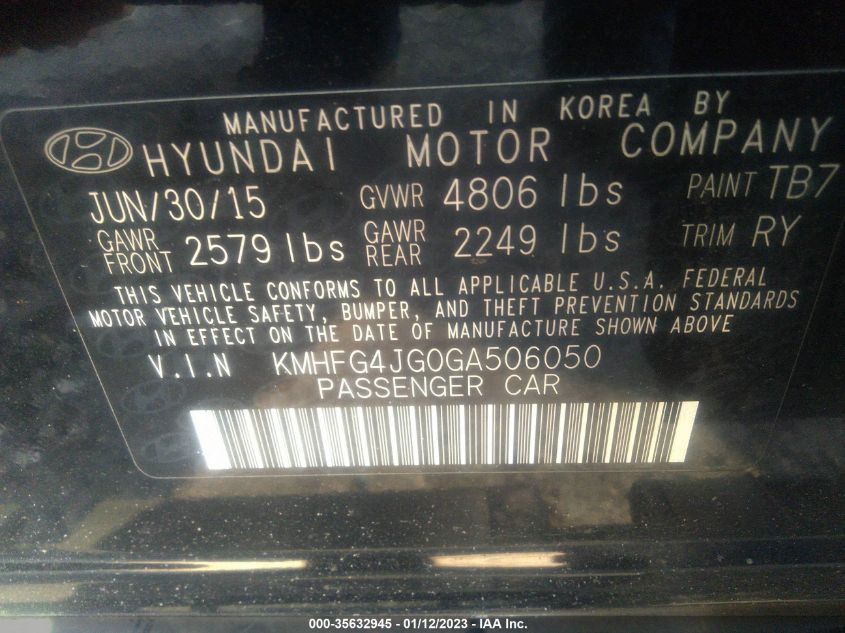 MANUFACTURED IN KOREA BY
HYUNDAI MOTOR COMPANY
JUN/30/15 GVWR 4806 lbs PAINT TB7
GAWR FRONT 2579 lbs GAWR REAR 2249 lbs TRIM RY
THIS VEHICLE CONFORMS TO ALL APPLICABLE U.S.A. FEDERAL
MOTOR VEHICLE SAFETY, BUMPER, AND THEFT PREVENTION STANDARDS
IN EFFECT ON THE DATE OF MANUFACTURE SHOWN ABOVE
V.I.N KMHFG4JG0GA506050
PASSENGER CAR
000-35632945 - 01/12/2023 - © IAA Inc.